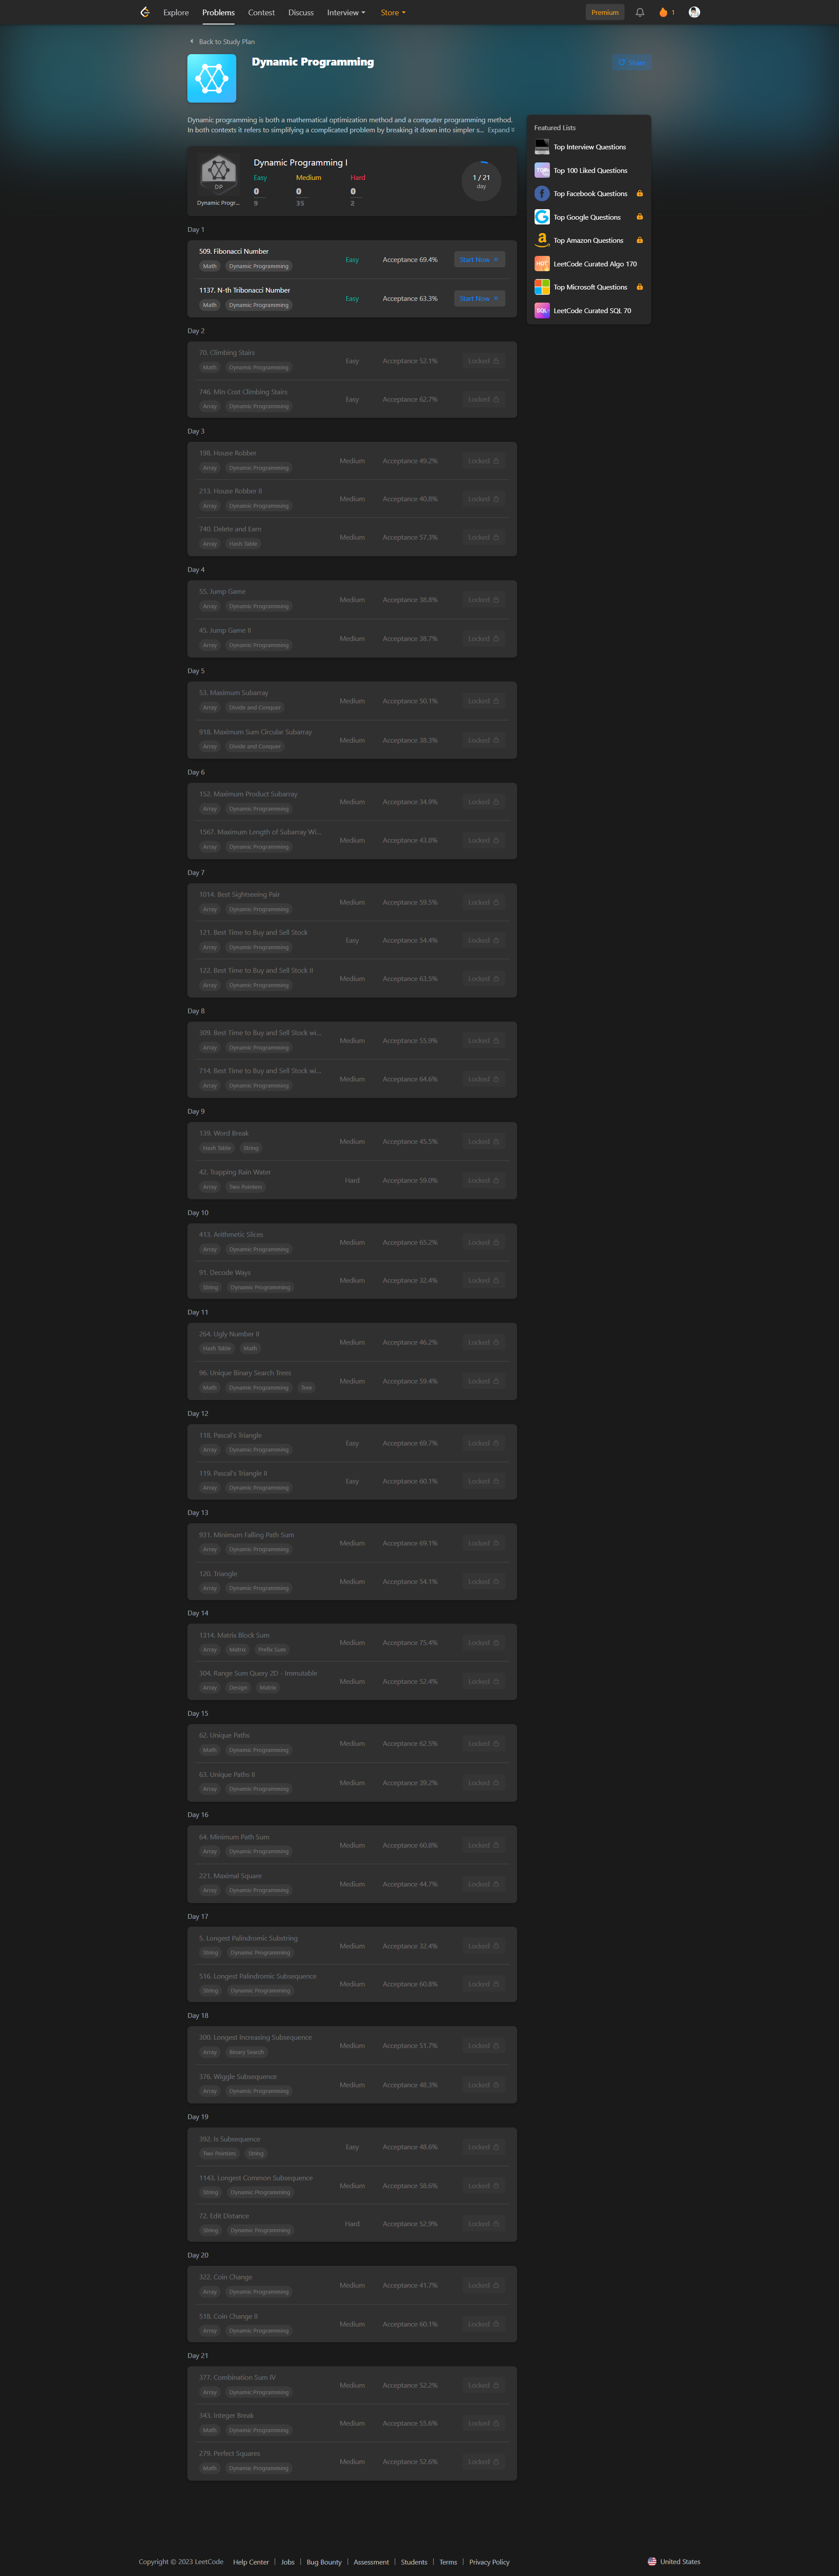 Explore Problems Contest Discuss Interview Store Premium 1
Back to Study Plan
Dynamic Programming
Share
Dynamic programming is both a mathematical optimization method and a computer programming method.
In both contexts it refers to simplifying a complicated problem by breaking it down into simpler s... Expand
DP
Dynamic Progr...
Dynamic Programming I
Easy Medium Hard
0 0 0
9 35 2
1 / 21
day
Featured Lists
Top Interview Questions
Top 100 Liked Questions
Top Facebook Questions
Top Google Questions
Top Amazon Questions
LeetCode Curated Algo 170
Top Microsoft Questions
LeetCode Curated SQL 70
Day 1
509. Fibonacci Number
Math Dynamic Programming
Easy Acceptance 69.4% Start Now
1137. N-th Tribonacci Number
Math Dynamic Programming
Easy Acceptance 63.3% Start Now
Day 2
70. Climbing Stairs
Math Dynamic Programming
Easy Acceptance 52.1% Locked
746. Min Cost Climbing Stairs
Array Dynamic Programming
Easy Acceptance 62.7% Locked
Day 3
198. House Robber
Array Dynamic Programming
Medium Acceptance 49.2% Locked
213. House Robber II
Array Dynamic Programming
Medium Acceptance 40.8% Locked
740. Delete and Earn
Array Hash Table
Medium Acceptance 57.3% Locked
Day 4
55. Jump Game
Array Dynamic Programming
Medium Acceptance 38.8% Locked
45. Jump Game II
Array Dynamic Programming
Medium Acceptance 38.7% Locked
Day 5
53. Maximum Subarray
Array Divide and Conquer
Medium Acceptance 50.1% Locked
918. Maximum Sum Circular Subarray
Array Divide and Conquer
Medium Acceptance 38.3% Locked
Day 6
152. Maximum Product Subarray
Array Dynamic Programming
Medium Acceptance 34.9% Locked
1567. Maximum Length of Subarray Wi...
Array Dynamic Programming
Medium Acceptance 43.8% Locked
Day 7
1014. Best Sightseeing Pair
Array Dynamic Programming
Medium Acceptance 59.5% Locked
121. Best Time to Buy and Sell Stock
Array Dynamic Programming
Easy Acceptance 54.4% Locked
122. Best Time to Buy and Sell Stock II
Array Dynamic Programming
Medium Acceptance 63.5% Locked
Day 8
309. Best Time to Buy and Sell Stock wi...
Array Dynamic Programming
Medium Acceptance 55.9% Locked
714. Best Time to Buy and Sell Stock wi...
Array Dynamic Programming
Medium Acceptance 64.6% Locked
Day 9
139. Word Break
Hash Table String
Medium Acceptance 45.5% Locked
42. Trapping Rain Water
Array Two Pointers
Hard Acceptance 59.0% Locked
Day 10
413. Arithmetic Slices
Array Dynamic Programming
Medium Acceptance 65.2% Locked
91. Decode Ways
String Dynamic Programming
Medium Acceptance 32.4% Locked
Day 11
264. Ugly Number II
Hash Table Math
Medium Acceptance 46.2% Locked
96. Unique Binary Search Trees
Math Dynamic Programming Tree
Medium Acceptance 59.4% Locked
Day 12
118. Pascal's Triangle
Array Dynamic Programming
Easy Acceptance 69.7% Locked
119. Pascal's Triangle II
Array Dynamic Programming
Easy Acceptance 60.1% Locked
Day 13
931. Minimum Falling Path Sum
Array Dynamic Programming
Medium Acceptance 69.1% Locked
120. Triangle
Array Dynamic Programming
Medium Acceptance 54.1% Locked
Day 14
1314. Matrix Block Sum
Array Matrix Prefix Sum
Medium Acceptance 75.4% Locked
304. Range Sum Query 2D - Immutable
Array Design Matrix
Medium Acceptance 52.4% Locked
Day 15
62. Unique Paths
Math Dynamic Programming
Medium Acceptance 62.5% Locked
63. Unique Paths II
Array Dynamic Programming
Medium Acceptance 39.2% Locked
Day 16
64. Minimum Path Sum
Array Dynamic Programming
Medium Acceptance 60.8% Locked
221. Maximal Square
Array Dynamic Programming
Medium Acceptance 44.7% Locked
Day 17
5. Longest Palindromic Substring
String Dynamic Programming
Medium Acceptance 32.4% Locked
516. Longest Palindromic Subsequence
String Dynamic Programming
Medium Acceptance 60.8% Locked
Day 18
300. Longest Increasing Subsequence
Array Binary Search
Medium Acceptance 51.7% Locked
376. Wiggle Subsequence
Array Dynamic Programming
Medium Acceptance 48.3% Locked
Day 19
392. Is Subsequence
Two Pointers String
Easy Acceptance 48.6% Locked
1143. Longest Common Subsequence
String Dynamic Programming
Medium Acceptance 58.6% Locked
72. Edit Distance
String Dynamic Programming
Hard Acceptance 52.9% Locked
Day 20
322. Coin Change
Array Dynamic Programming
Medium Acceptance 41.7% Locked
518. Coin Change II
Array Dynamic Programming
Medium Acceptance 60.1% Locked
Day 21
377. Combination Sum IV
Array Dynamic Programming
Medium Acceptance 52.2% Locked
343. Integer Break
Math Dynamic Programming
Medium Acceptance 55.6% Locked
279. Perfect Squares
Math Dynamic Programming
Medium Acceptance 52.6% Locked
Copyright © 2023 LeetCode Help Center | Jobs | Bug Bounty | Assessment | Students | Terms | Privacy Policy United States